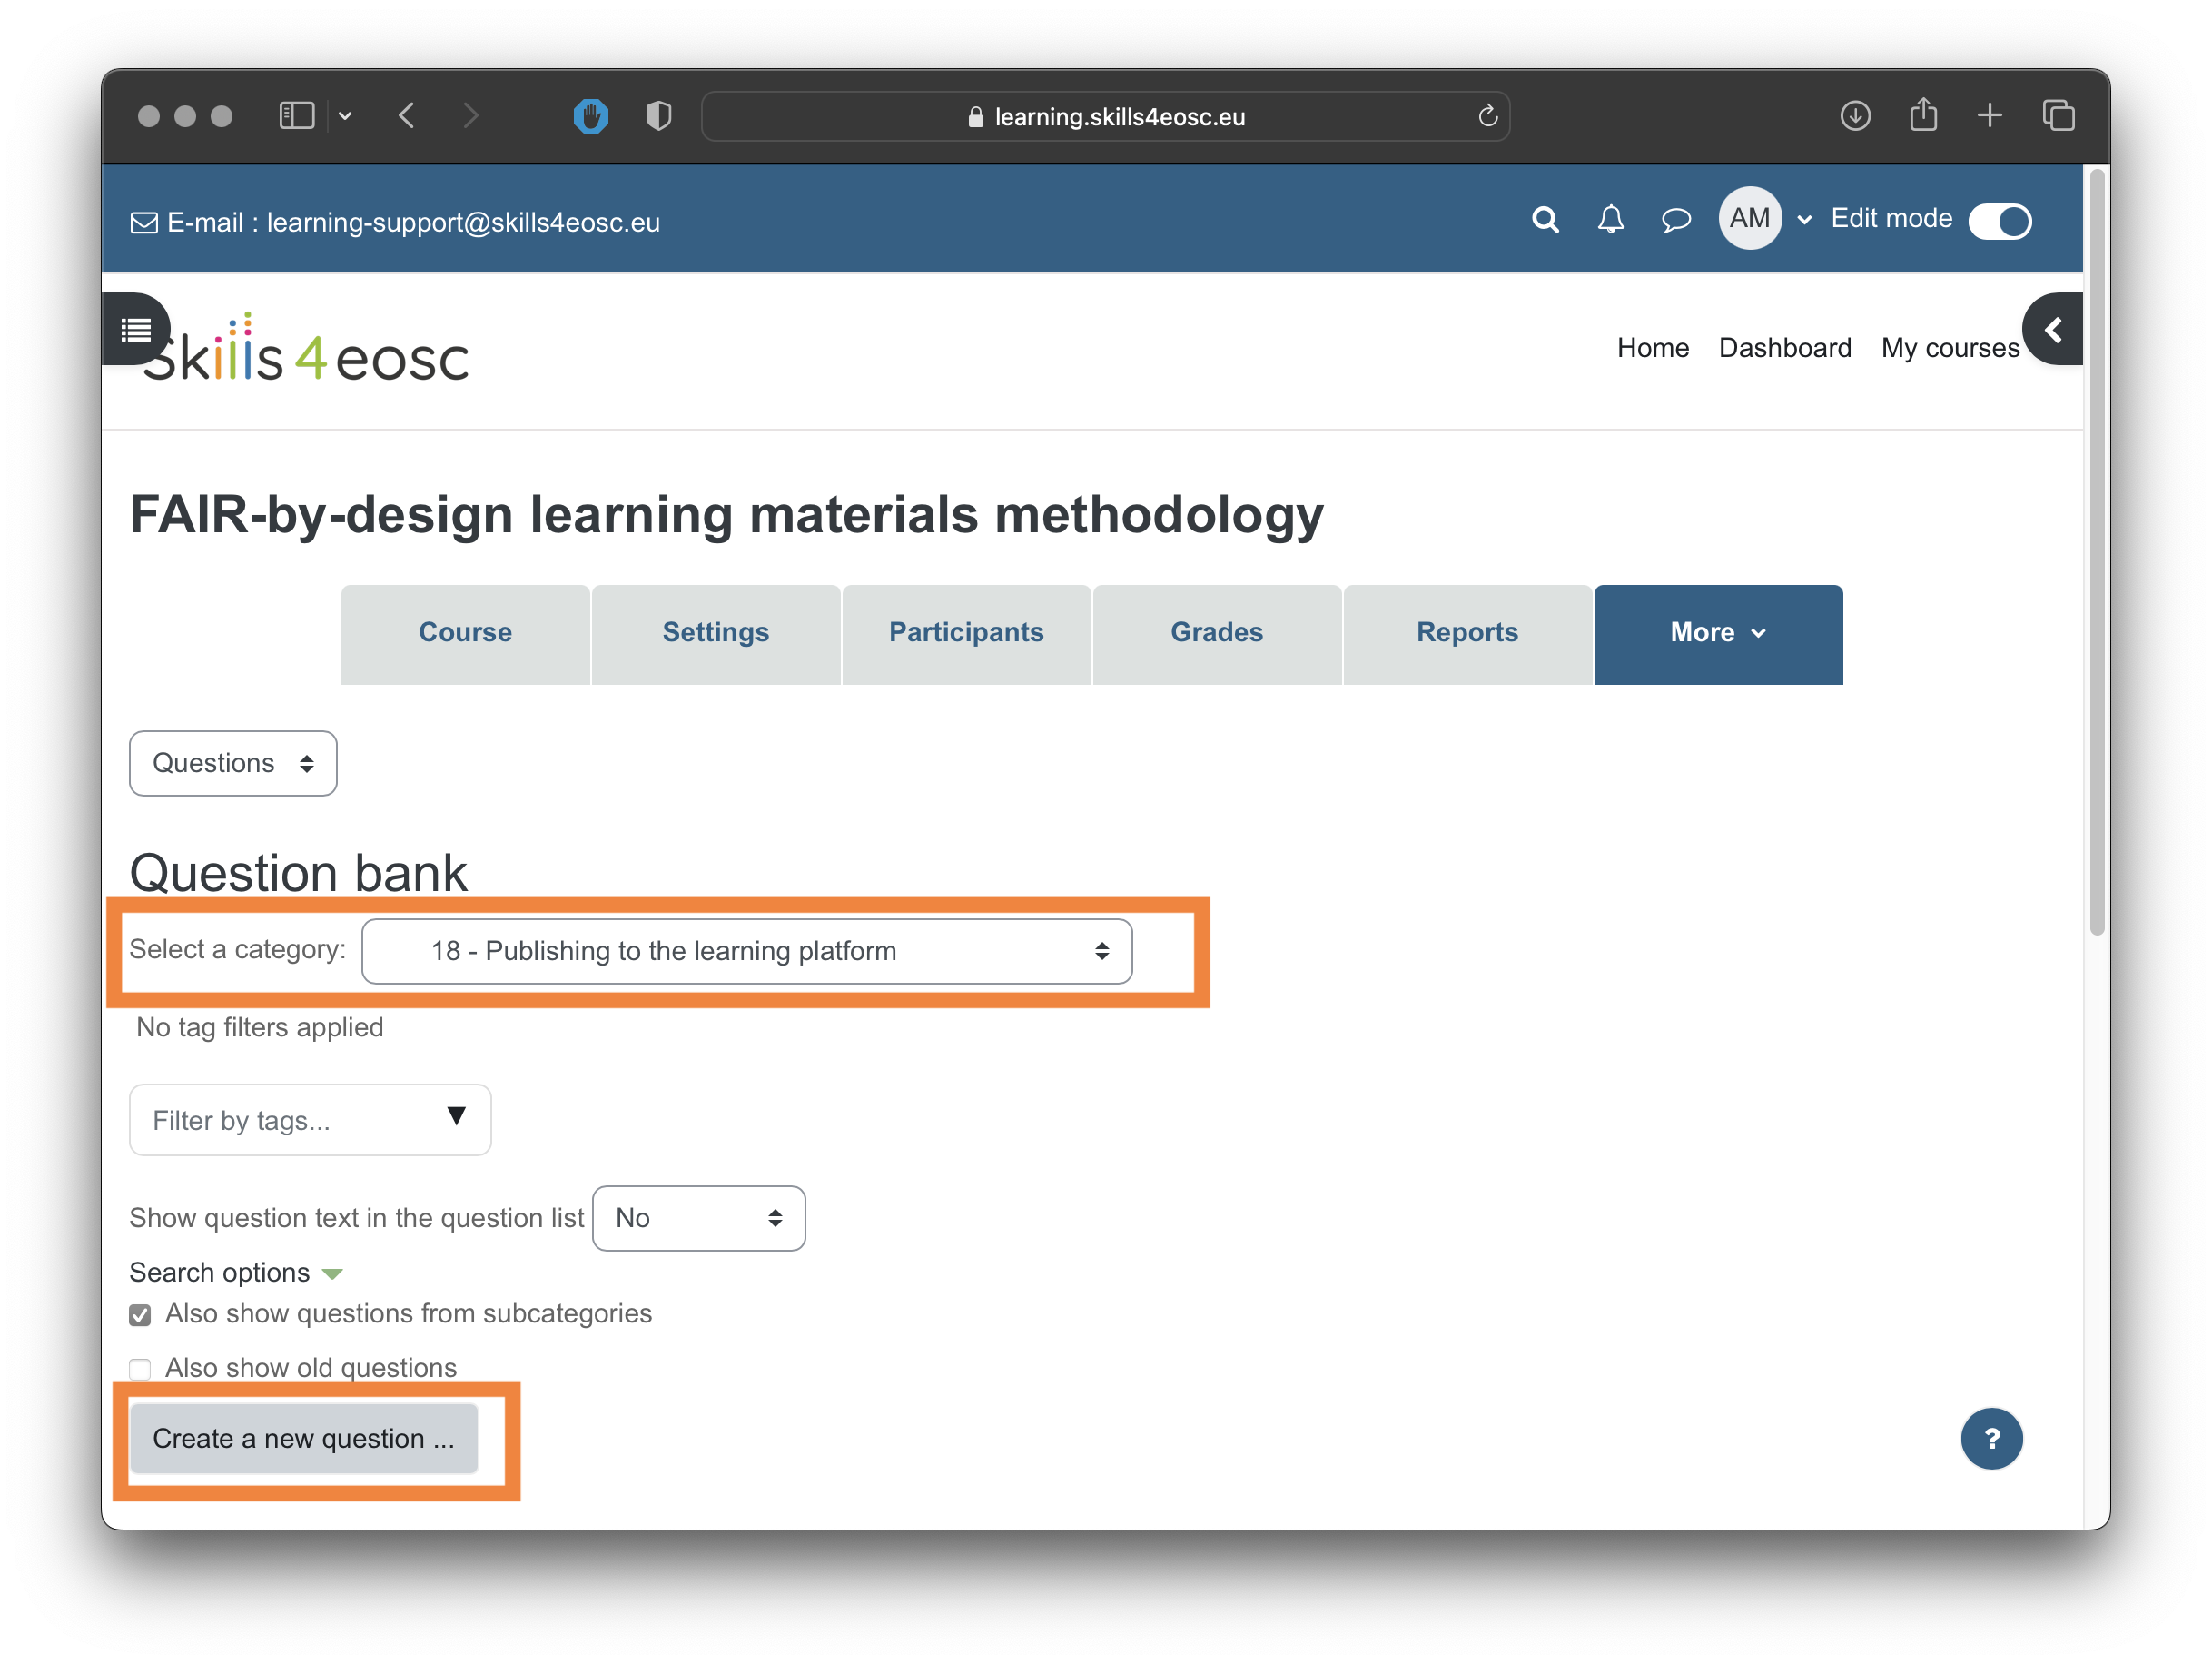 learning.skills4eosc.eu
E-mail : learning-support@skills4eosc.eu
AM
Edit mode
Skills4eosc
Home Dashboard My courses
FAIR-by-design learning materials methodology
Course Settings Participants Grades Reports More
Questions
Question bank
Select a category: 18 - Publishing to the learning platform
No tag filters applied
Filter by tags...
Show question text in the question list No
Search options
Also show questions from subcategories
Also show old questions
Create a new question ...
?